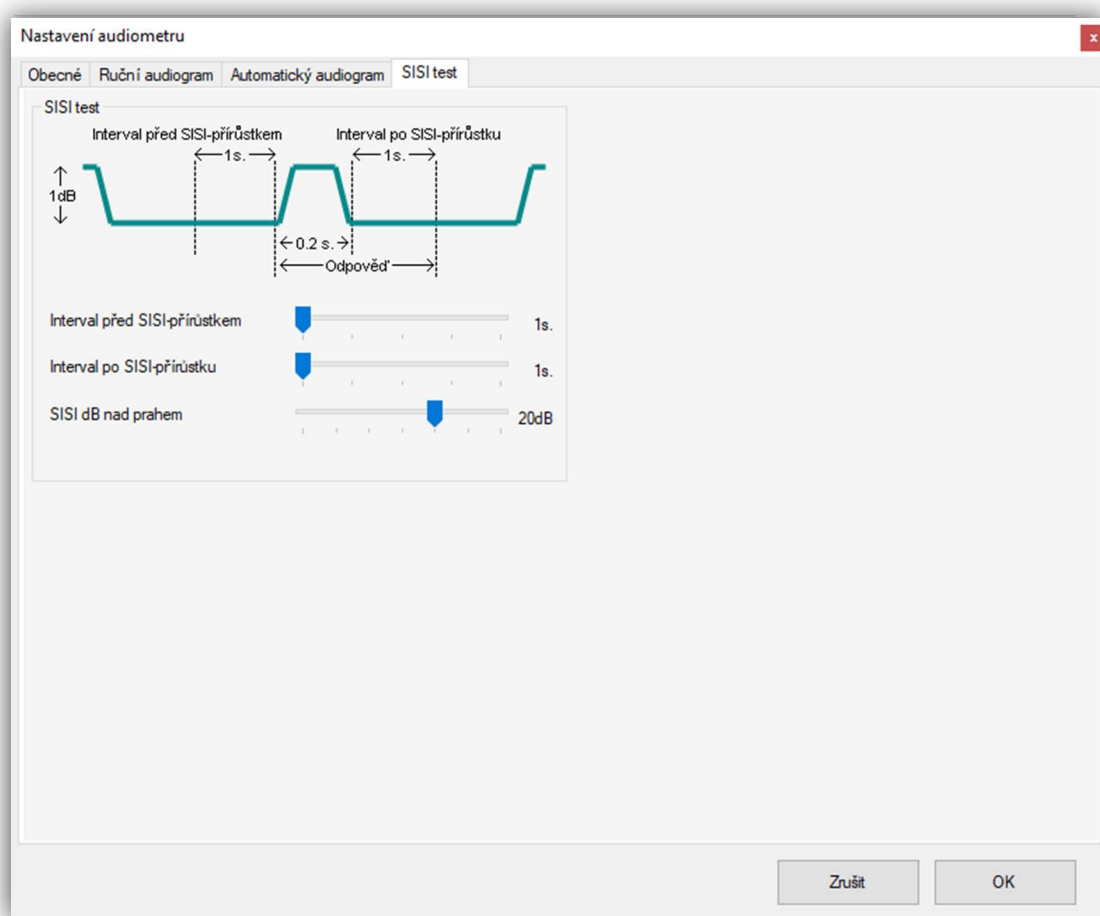 Nastavení audiometru
x
Obecné Ruční audiogram Automatický audiogram SISI test
SISI test
Interval před SISI-přírůstkem Interval po SISI-přírůstku
1s. 1s.
1dB
0.2 s.
Odpověď
Interval před SISI-přírůstkem 1s.
Interval po SISI-přírůstku 1s.
SISI dB nad prahem 20dB
Zrušit OK